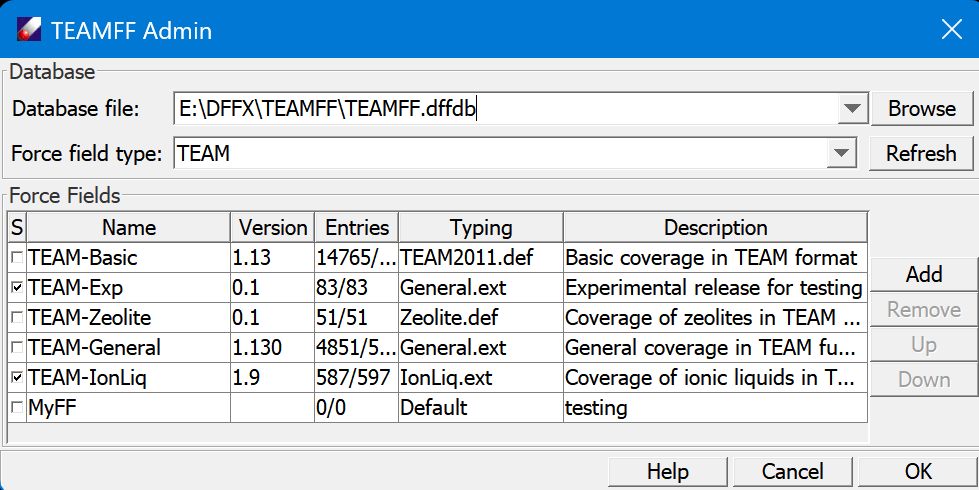 TEAMFF Admin
Database
Database file: E:\DFFX\TEAMFF\TEAMFF.dffdb Browse
Force field type: TEAM Refresh
Force Fields
S Name Version Entries Typing Description
TEAM-Basic 1.13 14765/... TEAM2011.def Basic coverage in TEAM format
TEAM-Exp 0.1 83/83 General.ext Experimental release for testing
TEAM-Zeolite 0.1 51/51 Zeolite.def Coverage of zeolites in TEAM ...
TEAM-General 1.130 4851/5... General.ext General coverage in TEAM fu...
TEAM-IonLiq 1.9 587/597 IonLiq.ext Coverage of ionic liquids in T...
MyFF 0/0 Default testing
Add
Remove
Up
Down
Help Cancel OK